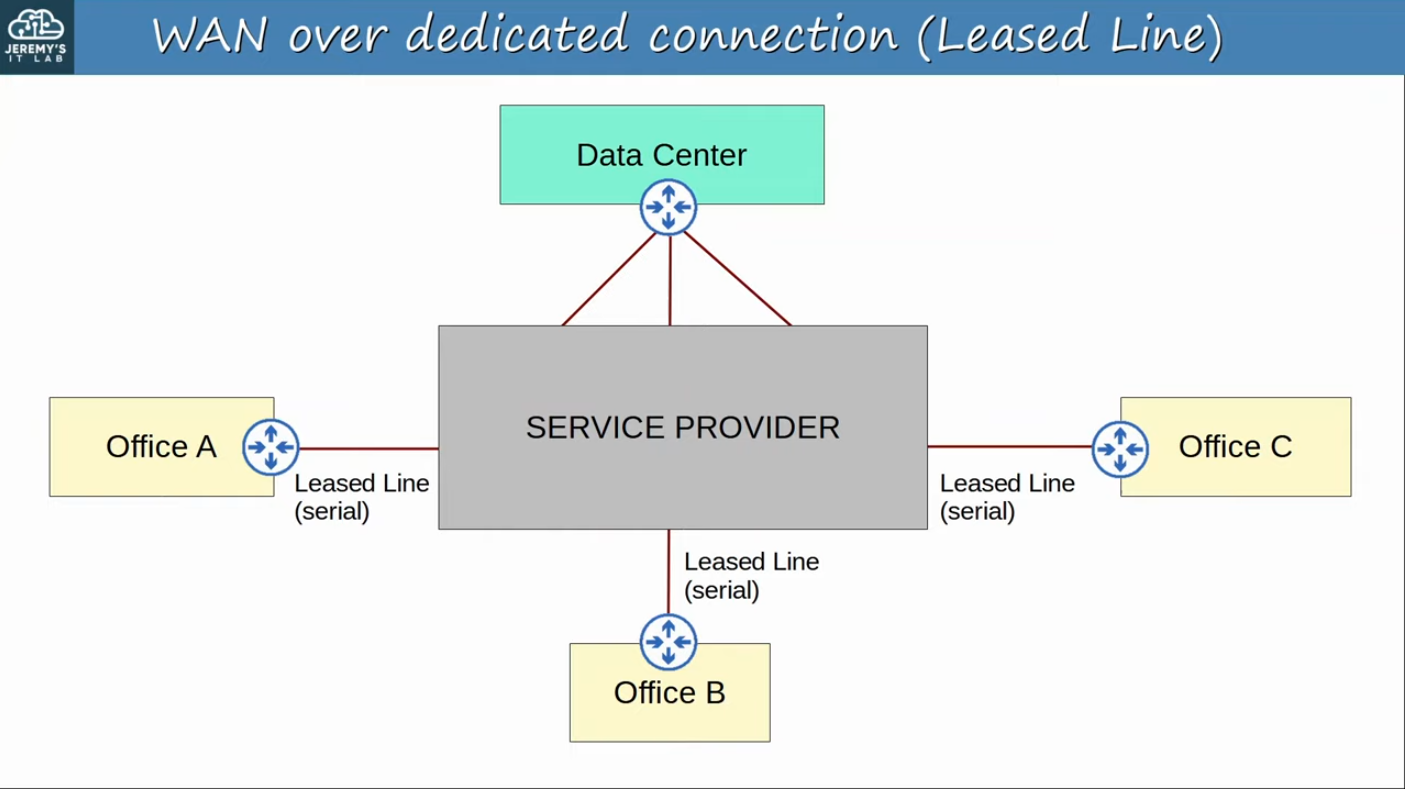 JEREMY'S
IT LAB
WAN over dedicated connection (Leased Line)
Data Center
SERVICE PROVIDER
Office A
Leased Line
(serial)
Office C
Leased Line
(serial)
Leased Line
(serial)
Office B